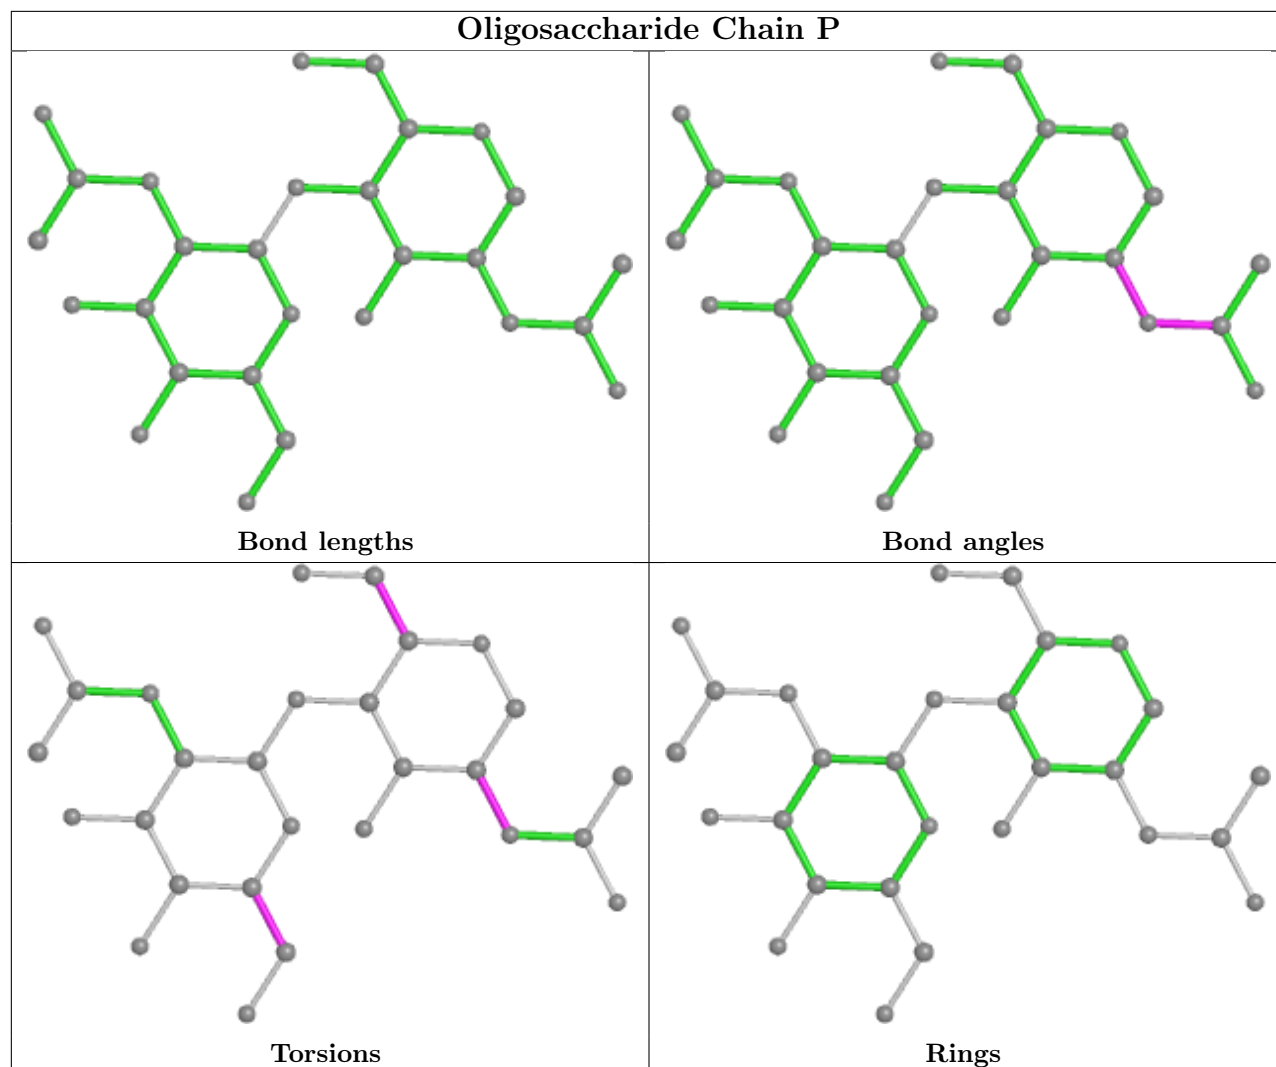 Oligosaccharide Chain P
Bond lengths
Bond angles
Torsions
Rings